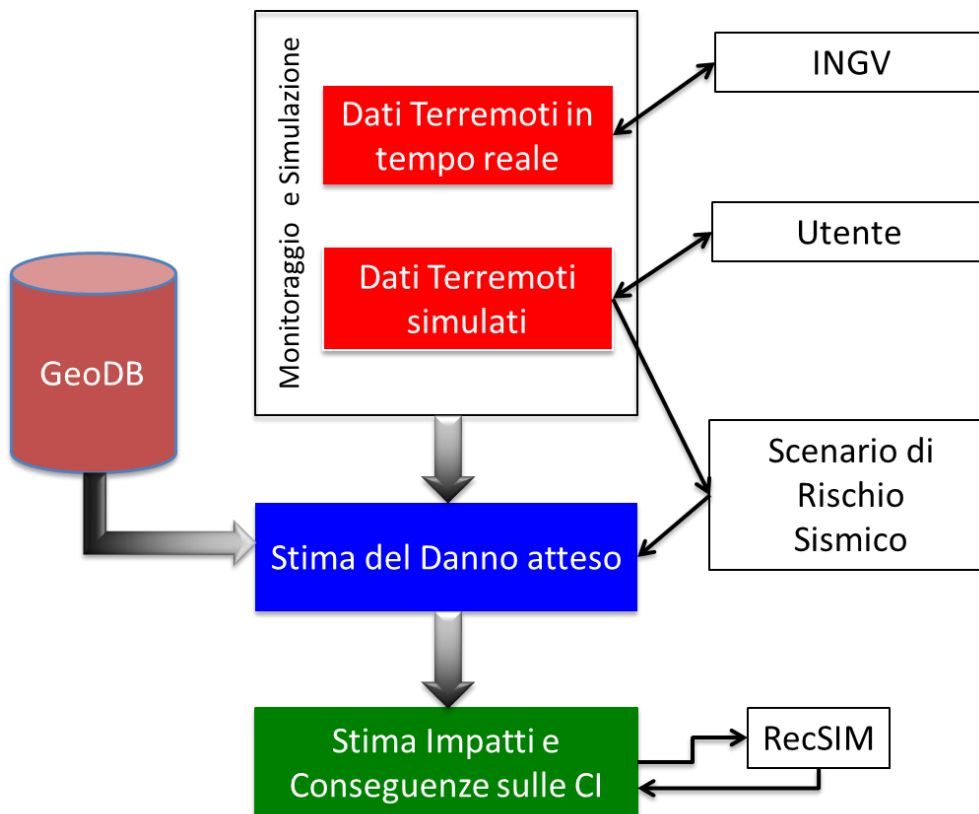 Monitoraggio e Simulazione
Dati Terremoti in
tempo reale
INGV
Dati Terremoti
simulati
Utente
GeoDB
Scenario di
Rischio
Sismico
Stima del Danno atteso
Stima Impatti e
Conseguenze sulle CI
RecSIM